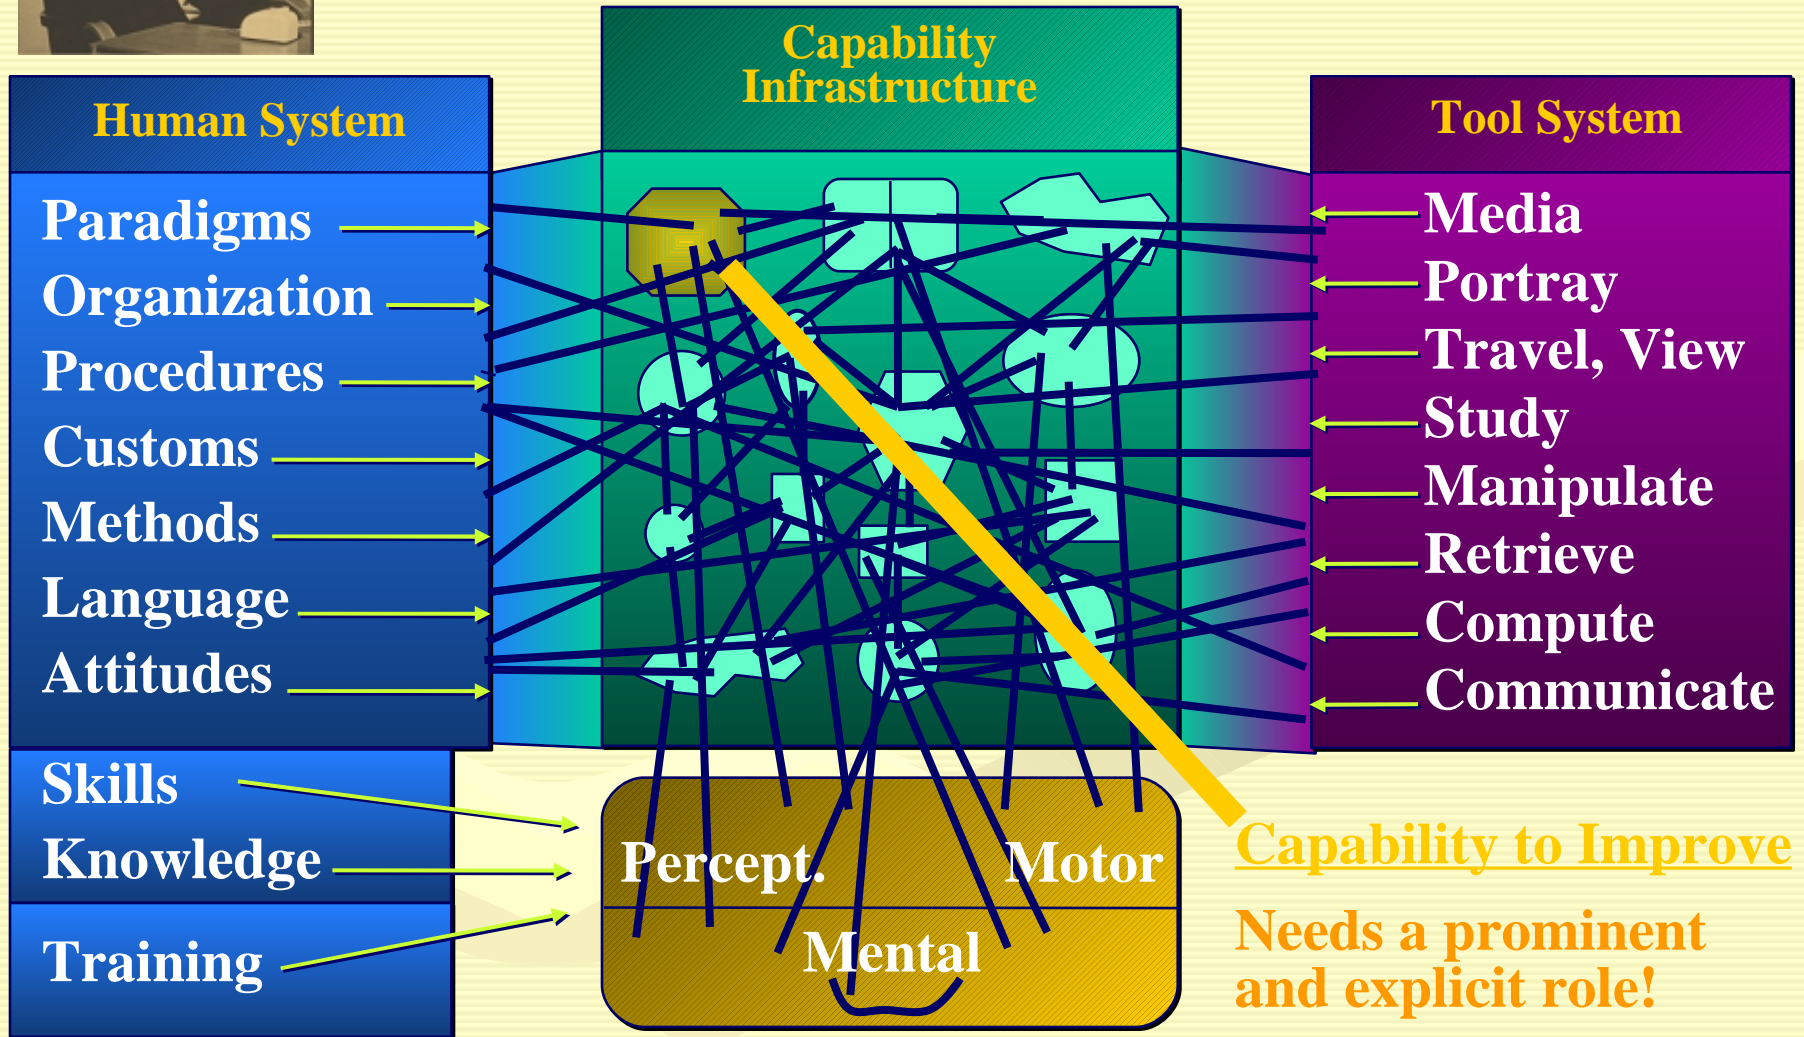 Capability
Infrastructure
Human System
Paradigms
Organization
Procedures
Customs
Methods
Language
Attitudes
Skills
Knowledge
Training
Tool System
Media
Portray
Travel, View
Study
Manipulate
Retrieve
Compute
Communicate
Percept.
Motor
Mental
Capability to Improve
Needs a prominent
and explicit role!